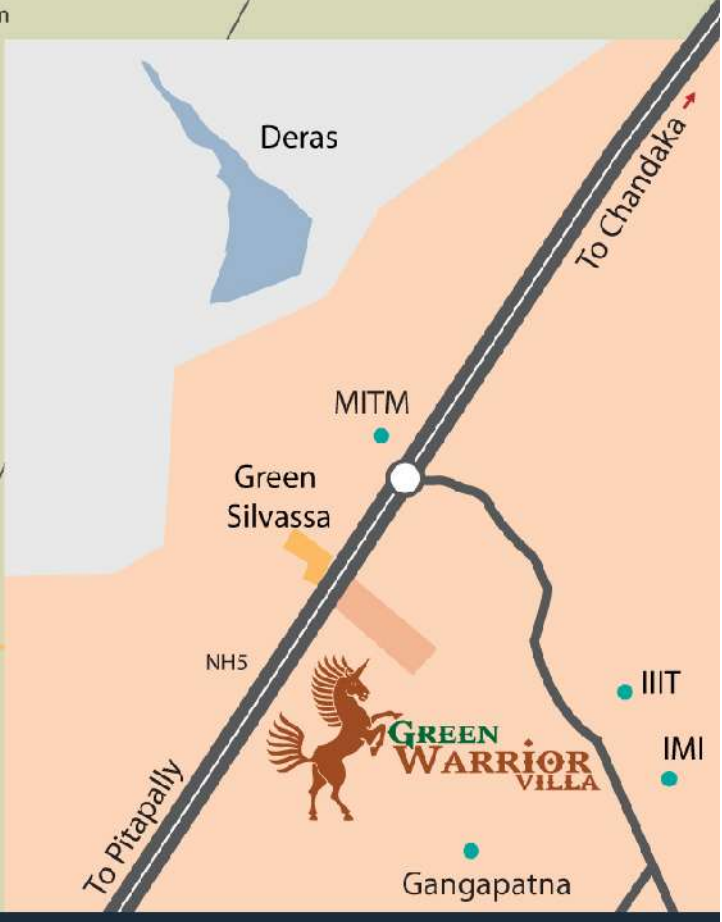 Deras
To Chandaka
MITM
Green
Silvassa
NH5
IIIT
GREEN
WARRIOR
VILLA
IMI
To Pitapally
Gangapatna